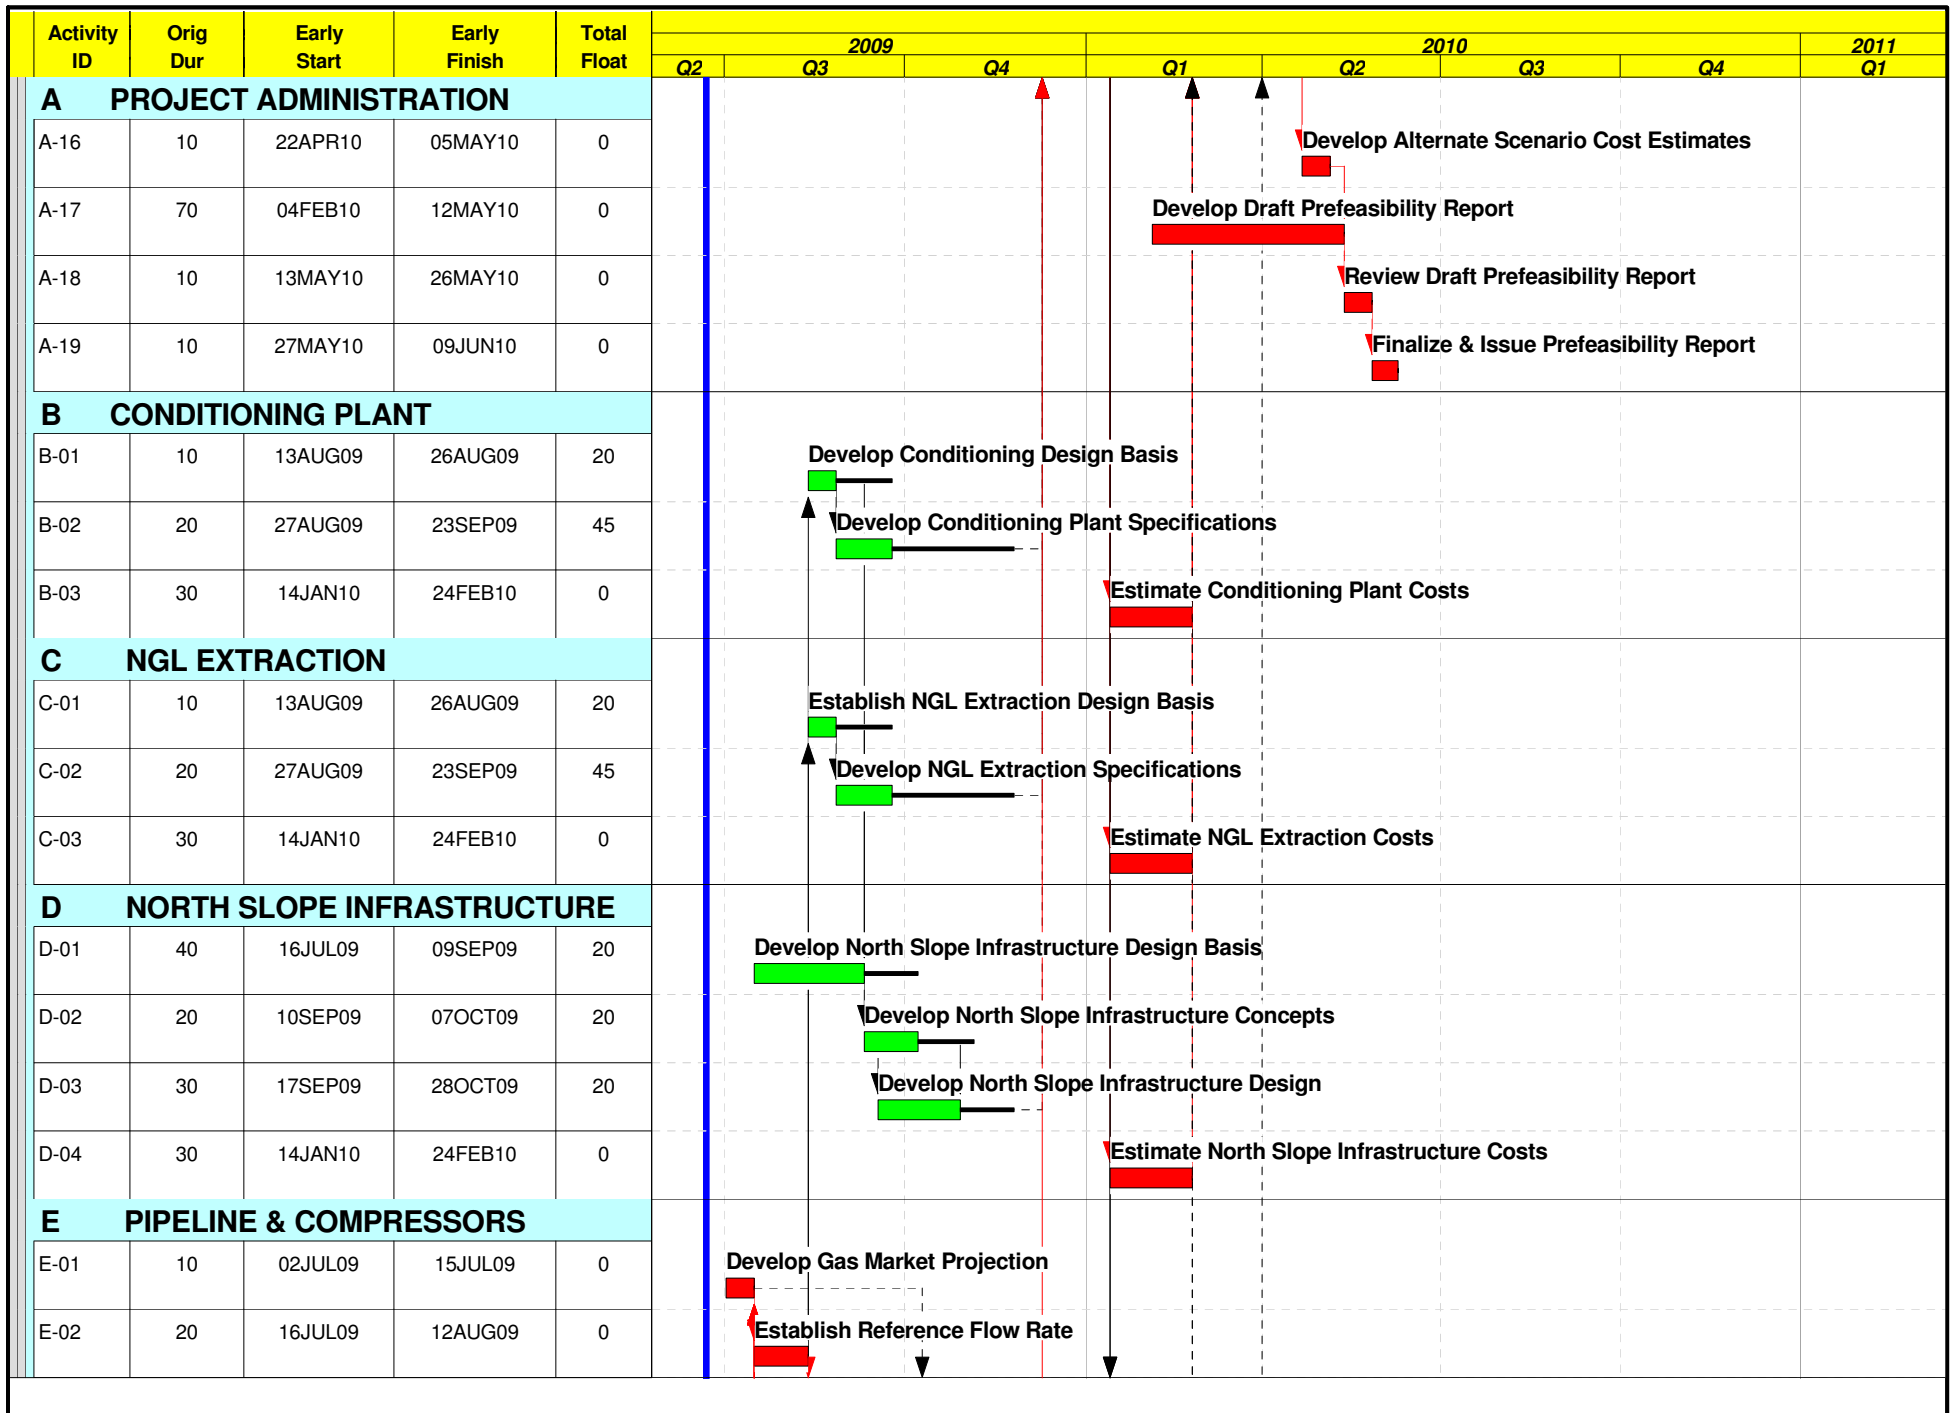 Activity ID Orig Dur Early Start Early Finish Total Float
2009 2010 2011
Q2 Q3 Q4 Q1 Q2 Q3 Q4 Q1
A PROJECT ADMINISTRATION
A-16 10 22APR10 05MAY10 0 Develop Alternate Scenario Cost Estimates
A-17 70 04FEB10 12MAY10 0 Develop Draft Prefeasibility Report
A-18 10 13MAY10 26MAY10 0 Review Draft Prefeasibility Report
A-19 10 27MAY10 09JUN10 0 Finalize & Issue Prefeasibility Report
B CONDITIONING PLANT
B-01 10 13AUG09 26AUG09 20 Develop Conditioning Design Basis
B-02 20 27AUG09 23SEP09 45 Develop Conditioning Plant Specifications
B-03 30 14JAN10 24FEB10 0 Estimate Conditioning Plant Costs
C NGL EXTRACTION
C-01 10 13AUG09 26AUG09 20 Establish NGL Extraction Design Basis
C-02 20 27AUG09 23SEP09 45 Develop NGL Extraction Specifications
C-03 30 14JAN10 24FEB10 0 Estimate NGL Extraction Costs
D NORTH SLOPE INFRASTRUCTURE
D-01 40 16JUL09 09SEP09 20 Develop North Slope Infrastructure Design Basis
D-02 20 10SEP09 07OCT09 20 Develop North Slope Infrastructure Concepts
D-03 30 17SEP09 28OCT09 20 Develop North Slope Infrastructure Design
D-04 30 14JAN10 24FEB10 0 Estimate North Slope Infrastructure Costs
E PIPELINE & COMPRESSORS
E-01 10 02JUL09 15JUL09 0 Develop Gas Market Projection
E-02 20 16JUL09 12AUG09 0 Establish Reference Flow Rate